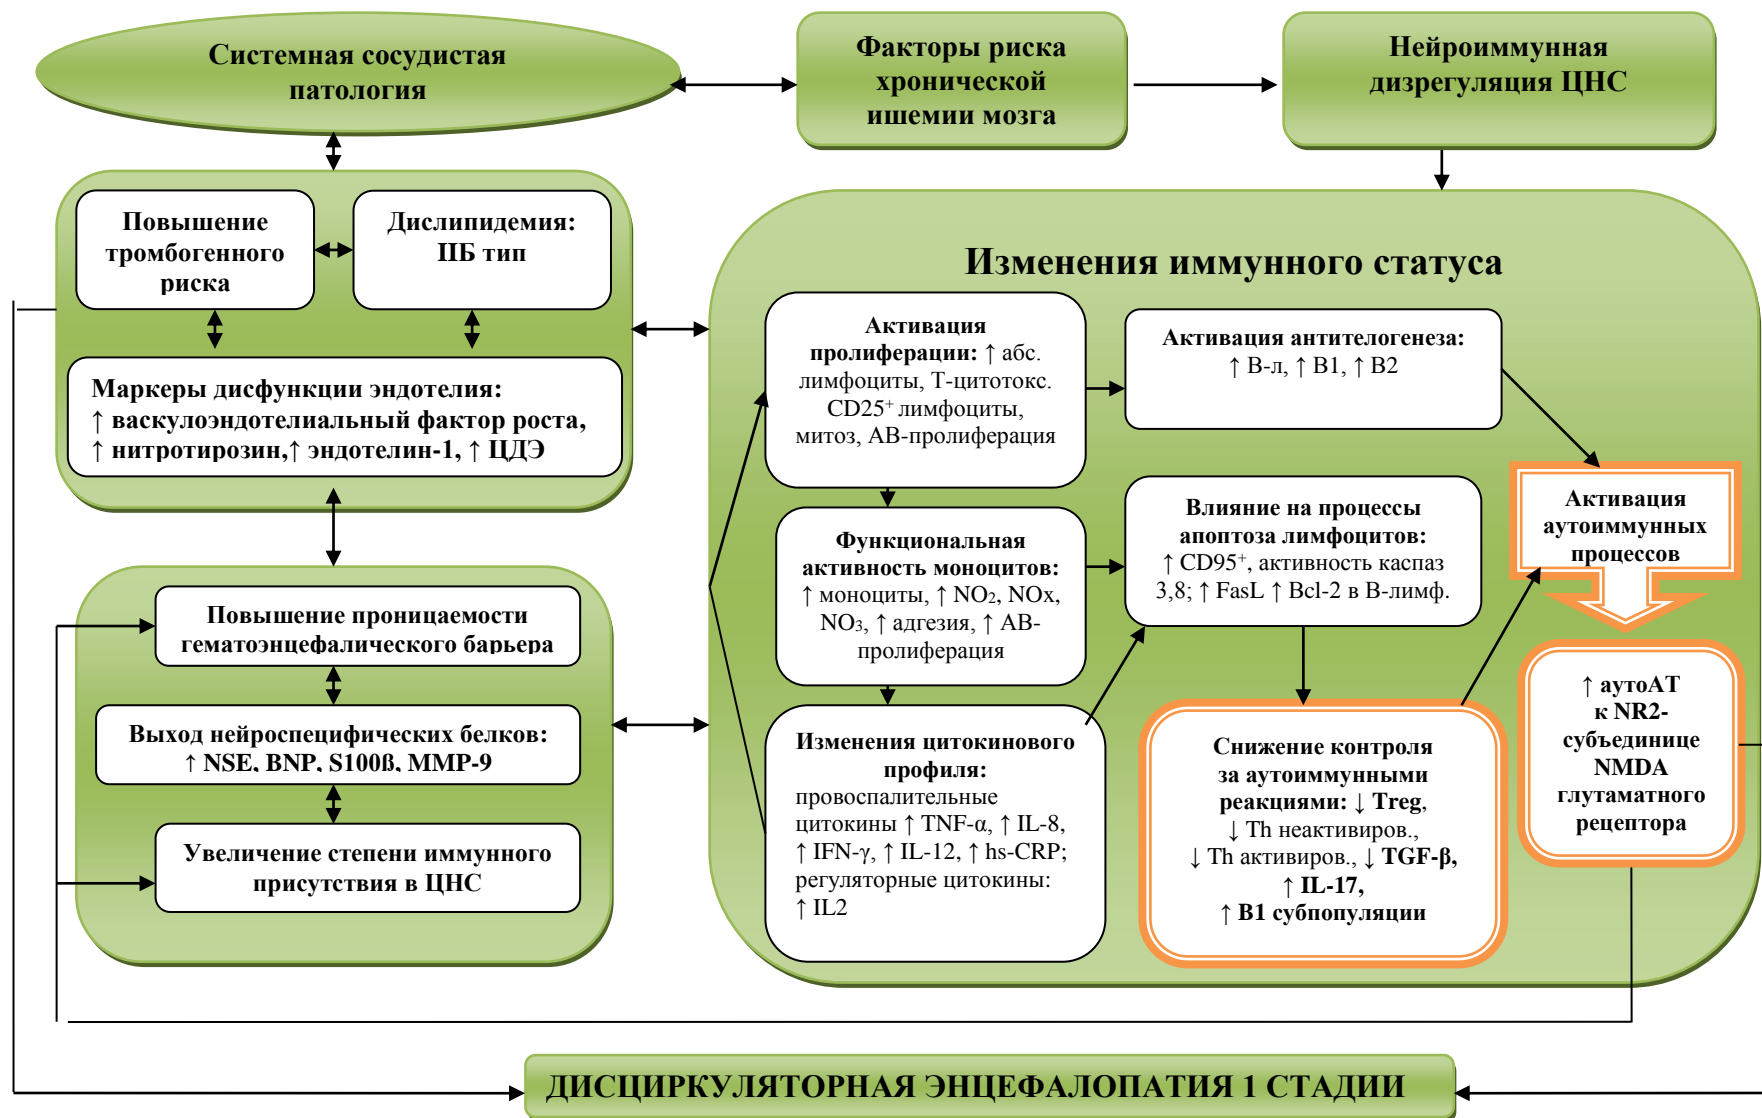 Системная сосудистая
патология
Факторы риска
хронической
ишемии мозга
Нейроиммунная
дизрегуляция ЦНС
Повышение
тромбогенного
риска
Дислипидемия:
IIБ тип
Маркеры дисфункции эндотелия:
↑ васкулоэндотелиальный фактор роста,
↑ нитротирозин,↑ эндотелин-1, ↑ ЦДЭ
Повышение проницаемости
гематоэнцефалического барьера
Выход нейроспецифических белков:
↑ NSE, BNP, S100ß, MMP-9
Увеличение степени иммунного
присутствия в ЦНС
Изменения иммунного статуса
Активация
пролиферации: ↑ абс.
лимфоциты, Т-цитотокс.
CD25⁺ лимфоциты,
митоз, АВ-пролиферация
Активация антителогенеза:
↑ В-л, ↑ В1, ↑ В2
Функциональная
активность моноцитов:
↑ моноциты, ↑ NO₂, NOx,
NO₃, ↑ адгезия, ↑ АВ-
пролиферация
Влияние на процессы
апоптоза лимфоцитов:
↑ CD95⁺, активность каспаз
3,8; ↑ FasL ↑ Bcl-2 в В-лимф.
Активация
аутоиммунных
процессов
Изменения цитокинового
профиля:
провоспалительные
цитокины ↑ TNF-α, ↑ IL-8,
↑ IFN-γ, ↑ IL-12, ↑ hs-CRP;
регуляторные цитокины:
↑ IL2
Снижение контроля
за аутоиммунными
реакциями: ↓ Treg,
↓ Th неактивиров.,
↓ Th активиров., ↓ TGF-β,
↑ IL-17,
↑ В1 субпопуляции
↑ аутоАТ
к NR2-
субъединице
NMDA
глутаматного
рецептора
ДИСЦИРКУЛЯТОРНАЯ ЭНЦЕФАЛОПАТИЯ 1 СТАДИИ